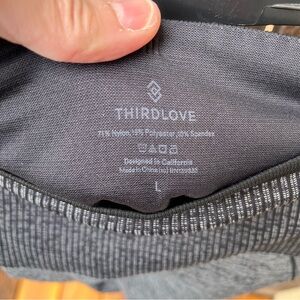 THIRDLOVE
71% Nylon, 19% Polyester, 10% Spandex
Designed in California
Made in China
L